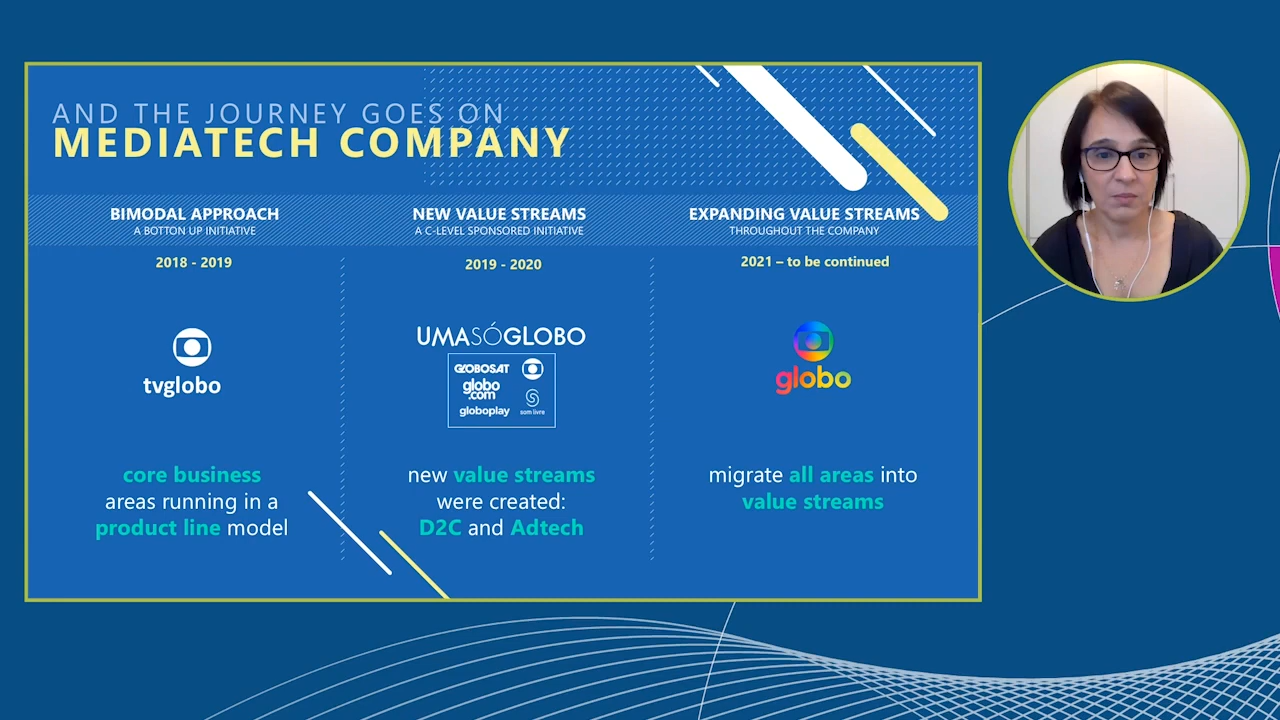 AND THE JOURNEY GOES ON
MEDIATECH COMPANY
BIMODAL APPROACH
A BOTTON UP INITIATIVE
2018 - 2019
tvglobo
core business
areas running in a
product line model
NEW VALUE STREAMS
A C-LEVEL SPONSORED INITIATIVE
2019 - 2020
UMASÓGLOBO
GLOBOSAT
globo
.com
globoplay
som livre
new value streams
were created:
D2C and Adtech
EXPANDING VALUE STREAMS
THROUGHOUT THE COMPANY
2021 – to be continued
globo
migrate all areas into
value streams